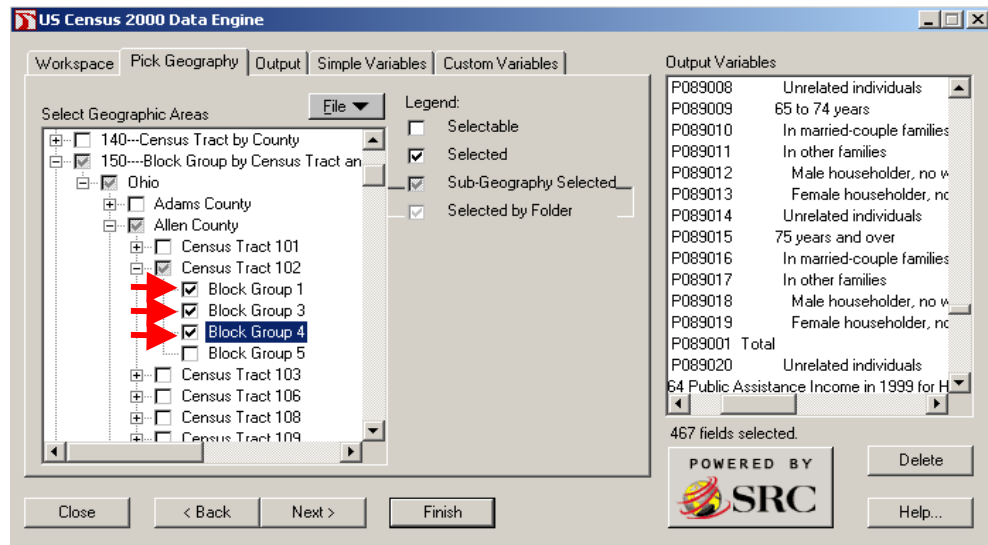 US Census 2000 Data Engine
Workspace Pick Geography Output Simple Variables Custom Variables
Select Geographic Areas
File
140---Census Tract by County
150---Block Group by Census Tract an
Ohio
Adams County
Allen County
Census Tract 101
Census Tract 102
Block Group 1
Block Group 3
Block Group 4
Block Group 5
Census Tract 103
Census Tract 106
Census Tract 108
Census Tract 109
Legend:
Selectable
Selected
Sub-Geography Selected
Selected by Folder
Output Variables
P089008 Unrelated individuals
P089009 65 to 74 years
P089010 In married-couple families
P089011 In other families
P089012 Male householder, no w
P089013 Female householder, no
P089014 Unrelated individuals
P089015 75 years and over
P089016 In married-couple families
P089017 In other families
P089018 Male householder, no w
P089019 Female householder, no
P089001 Total
P089020 Unrelated individuals
64 Public Assistance Income in 1999 for H
467 fields selected.
POWERED BY
SRC
Delete
Help...
Close
< Back
Next >
Finish